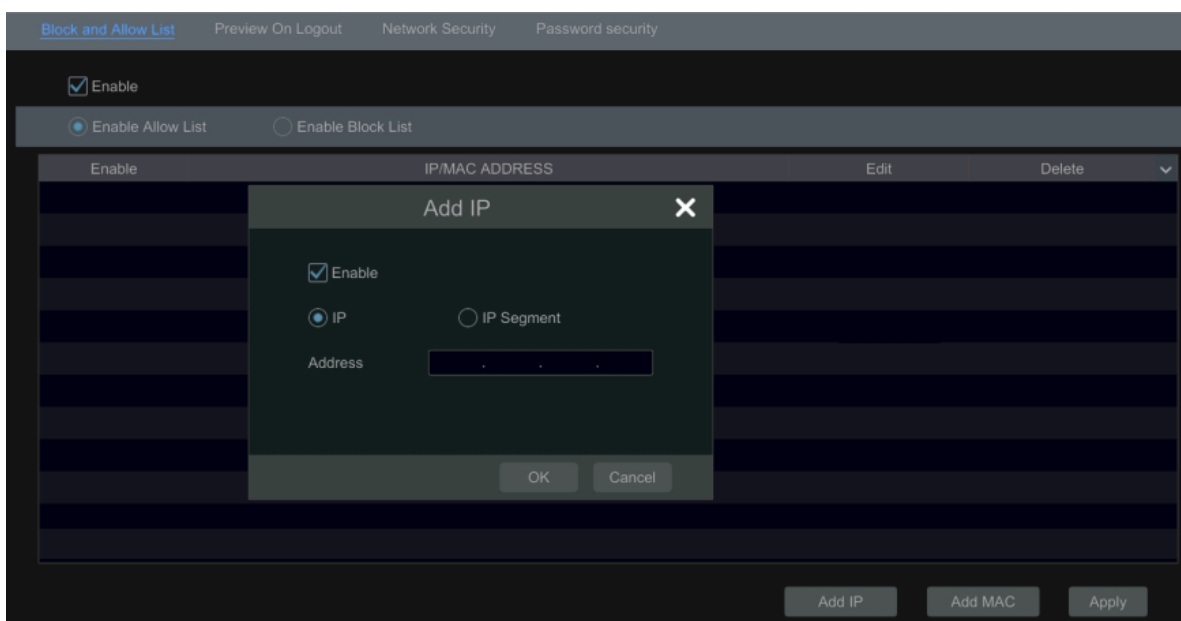 Block and Allow List Preview On Logout Network Security Password security
Enable
Enable Allow List Enable Block List
Enable IP/MAC ADDRESS Edit Delete
Add IP
Enable
IP IP Segment
Address . . .
OK Cancel
Add IP Add MAC Apply